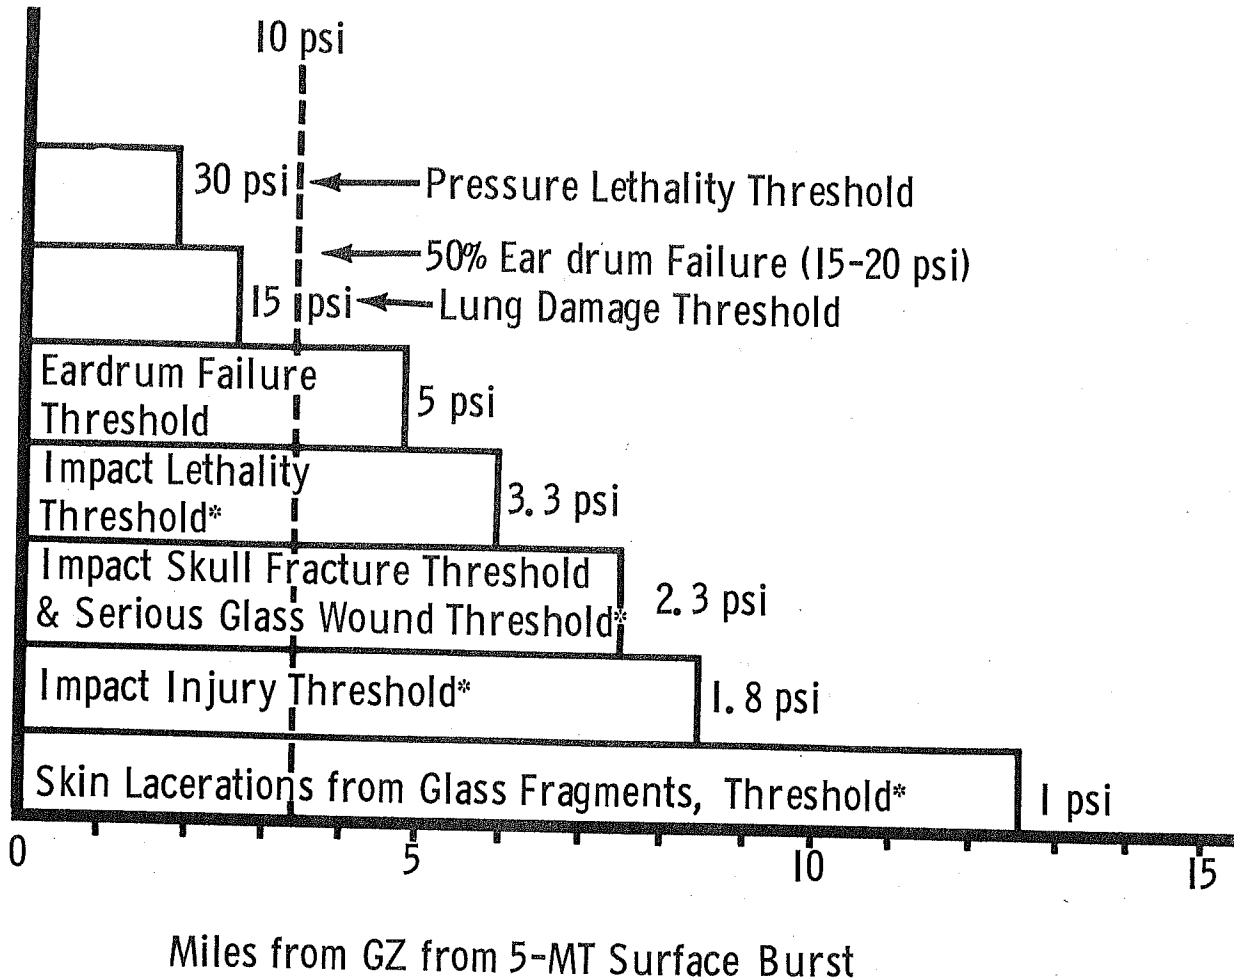 10 psi
30 psi
Pressure Lethality Threshold
50% Ear drum Failure (15-20 psi)
15 psi
Lung Damage Threshold
Eardrum Failure
Threshold
5 psi
Impact Lethality
Threshold*
3.3 psi
Impact Skull Fracture Threshold
& Serious Glass Wound Threshold*
2.3 psi
Impact Injury Threshold*
1.8 psi
Skin Lacerations from Glass Fragments, Threshold*
1 psi
0
5
10
15
Miles from GZ from 5-MT Surface Burst